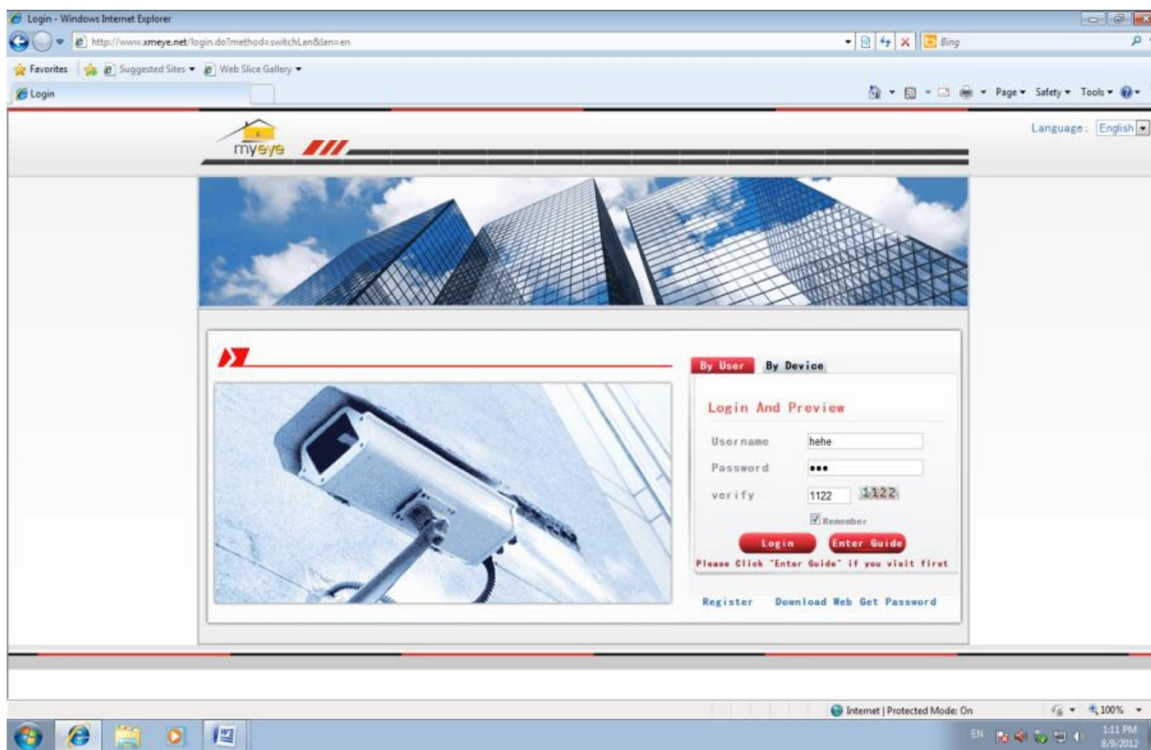 Login - Windows Internet Explorer
http://www.xmeye.net/login.do?method=switchLan&lan=en
Bing
Favorites Suggested Sites Web Slice Gallery
Login Page Safety Tools
Language: English
myeye
By User By Device
Login And Preview
Username hehe
Password
verify 1122 1122
Remember
Login Enter Guide
Please Click "Enter Guide" if you visit first
Register Download Web Get Password
Internet | Protected Mode: On 100%
EN 1:11 PM
8/9/2012